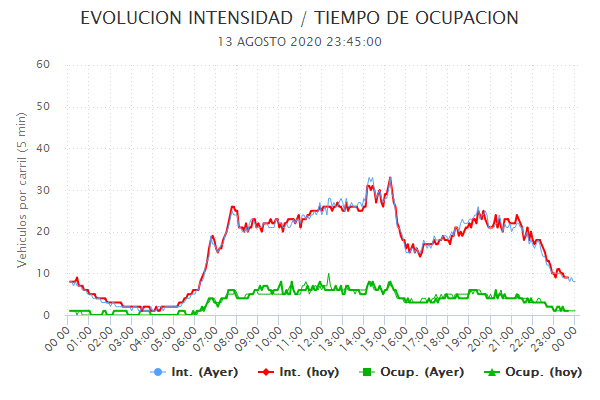 EVOLUCION INTENSIDAD / TIEMPO DE OCUPACION
13 AGOSTO 2020 23:45:00
Vehiculos por carril (5 min)
60
50
40
30
20
10
0
00:00 01:00 02:00 03:00 04:00 05:00 06:00 07:00 08:00 09:00 10:00 11:00 12:00 13:00 14:00 15:00 16:00 17:00 18:00 19:00 20:00 21:00 22:00 23:00 00:00
Int. (Ayer) Int. (hoy) Ocup. (Ayer) Ocup. (hoy)